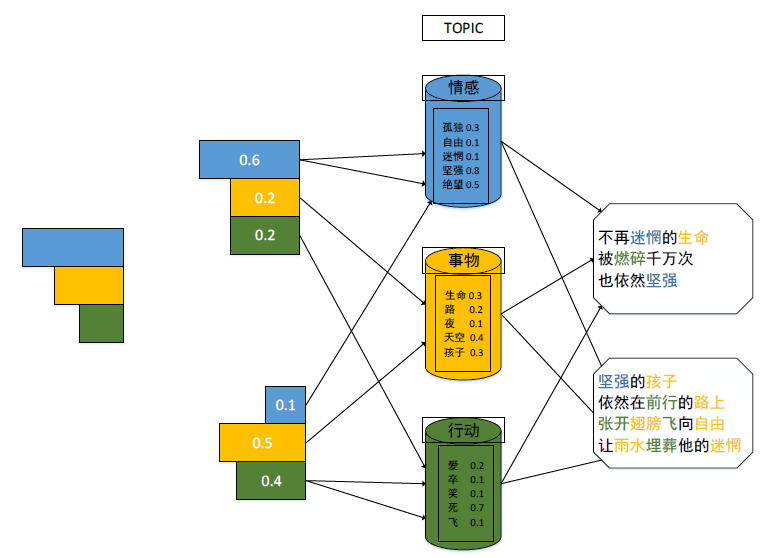 TOPIC
情感
孤独 0.3
自由 0.1
迷惘 0.1
坚强 0.8
绝望 0.5
0.6
0.2
0.2
不再迷惘的生命
被燃碎千万次
也依然坚强
事物
生命 0.3
路 0.2
夜 0.1
天空 0.4
孩子 0.3
坚强的孩子
依然在前行的路上
张开翅膀飞向自由
让雨水埋葬他的迷惘
0.1
0.5
0.4
行动
爱 0.2
卒 0.1
笑 0.1
死 0.7
飞 0.1